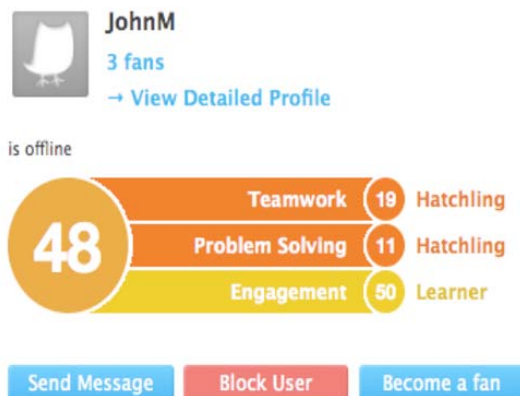 JohnM
3 fans
→ View Detailed Profile
is offline
48
Teamwork 19 Hatchling
Problem Solving 11 Hatchling
Engagement 50 Learner
Send Message Block User Become a fan